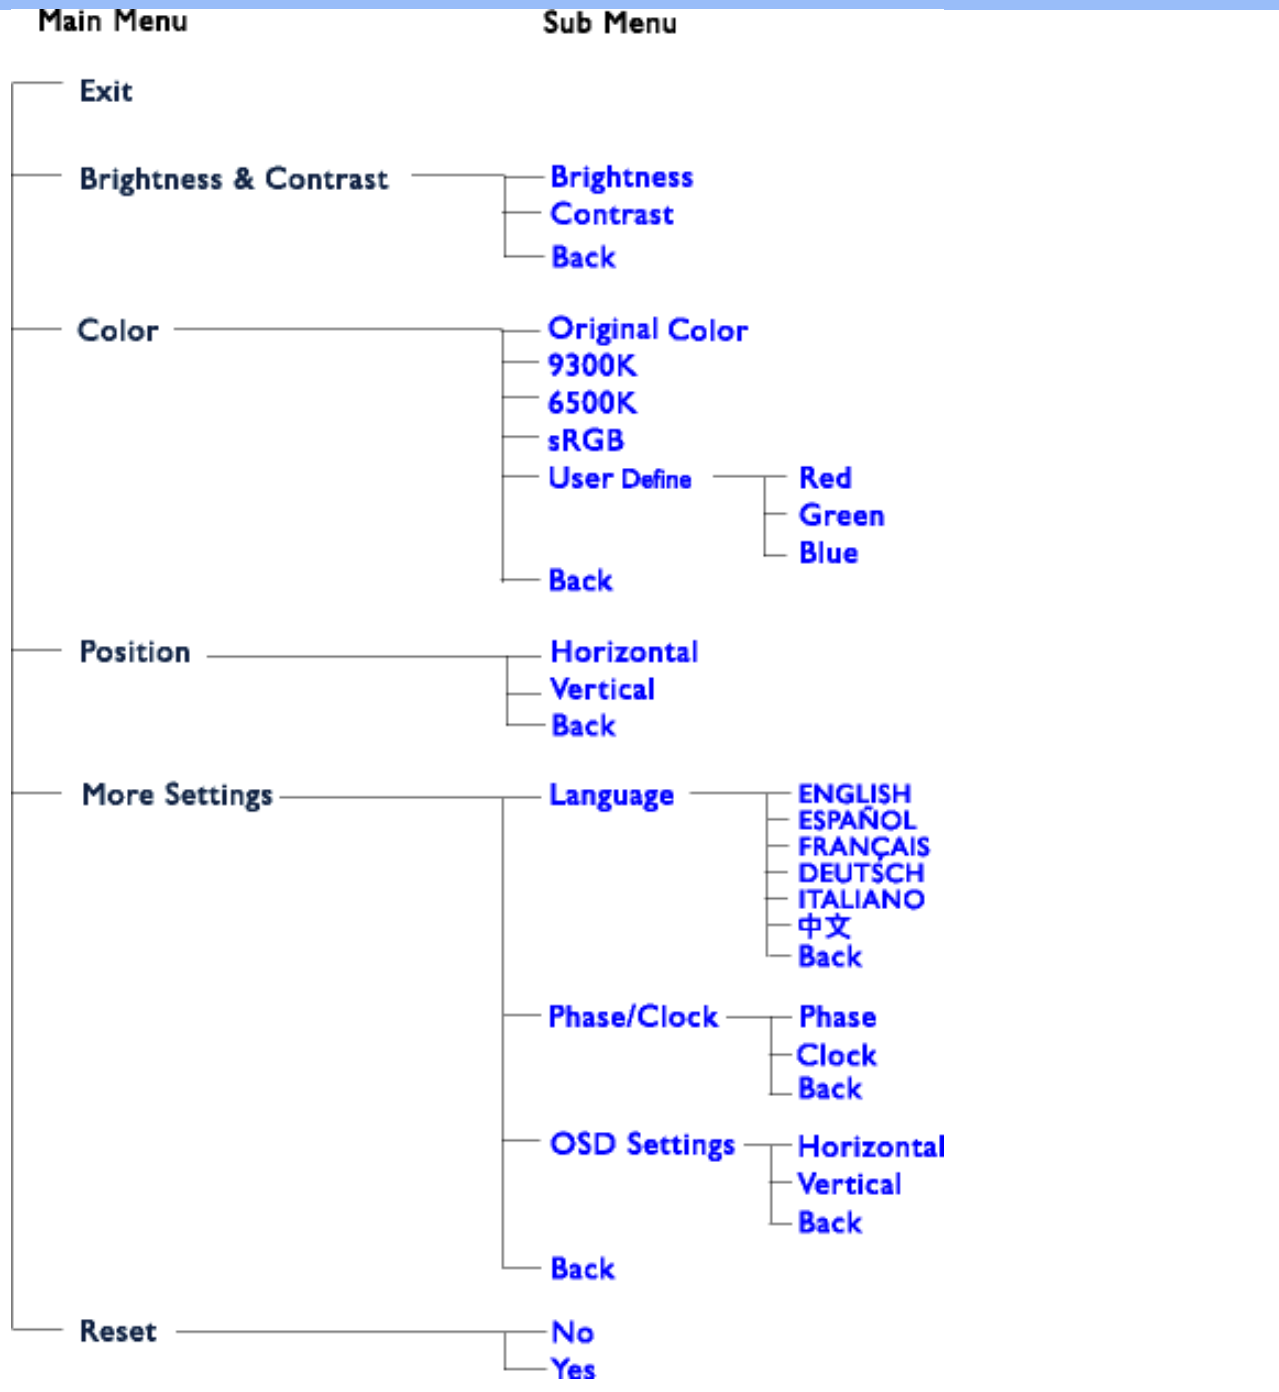 Main Menu Sub Menu
Exit
Brightness & Contrast Brightness
Contrast
Back
Color Original Color
9300K
6500K
sRGB
User Define Red
Green
Blue
Back
Position Horizontal
Vertical
Back
More Settings Language ENGLISH
ESPAÑOL
FRANÇAIS
DEUTSCH
ITALIANO
中文
Back
Phase/Clock Phase
Clock
Back
OSD Settings Horizontal
Vertical
Back
Back
Reset No
Yes